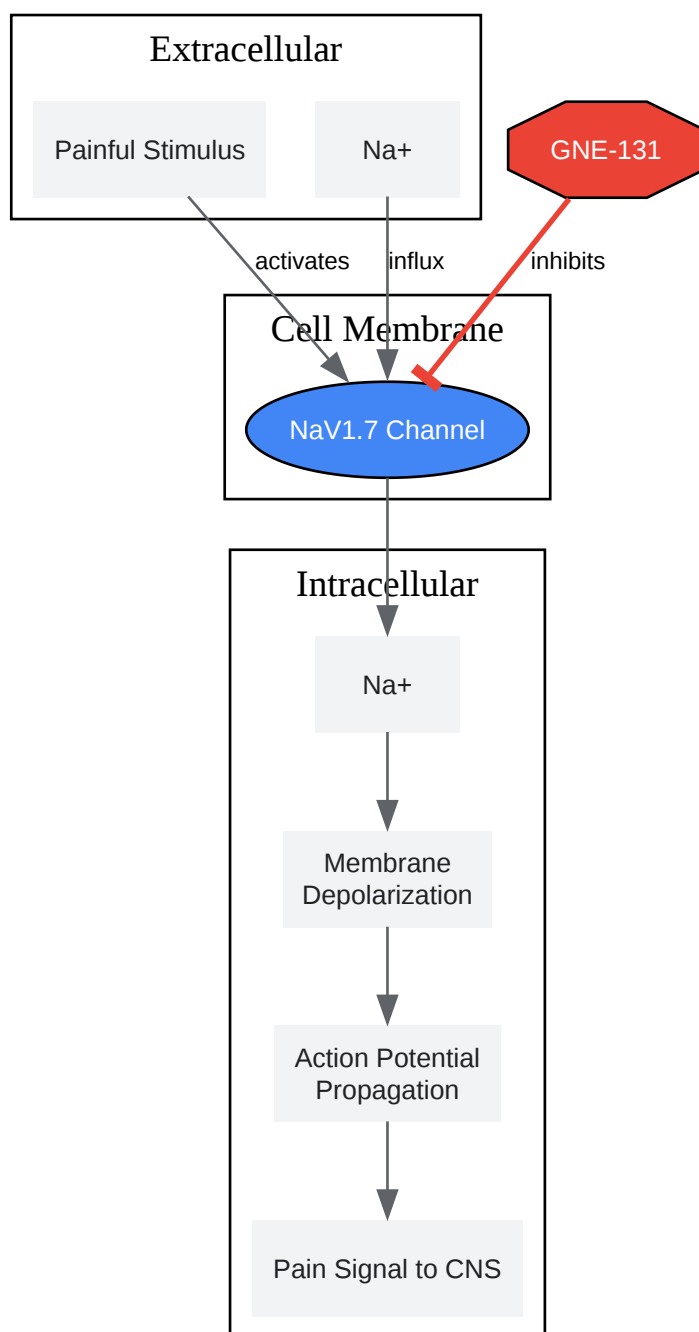 Extracellular
Painful Stimulus
Na+
GNE-131
activates
influx
inhibits
Cell Membrane
NaV1.7 Channel
Intracellular
Na+
Membrane
Depolarization
Action Potential
Propagation
Pain Signal to CNS